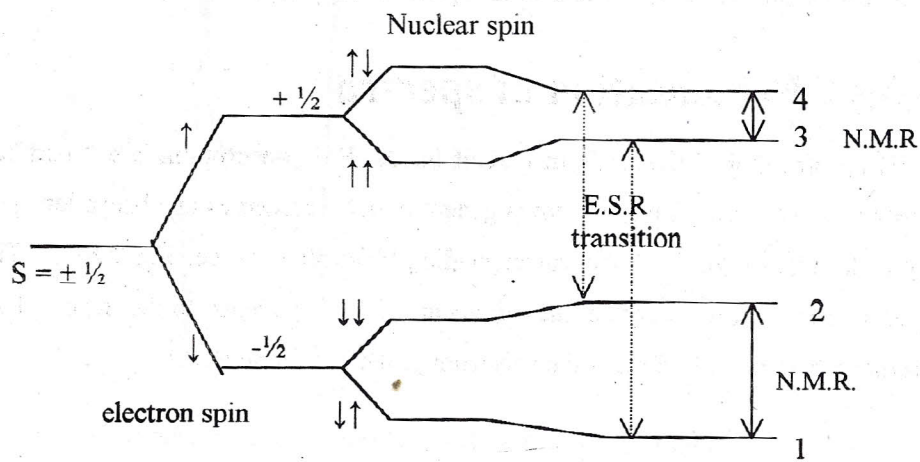 Nuclear spin
↑↓
+ ½
4
↑
3
N.M.R
↑↑
E.S.R
transition
S = ± ½
↓↓
2
↓
-½
N.M.R.
electron spin
↓↑
1